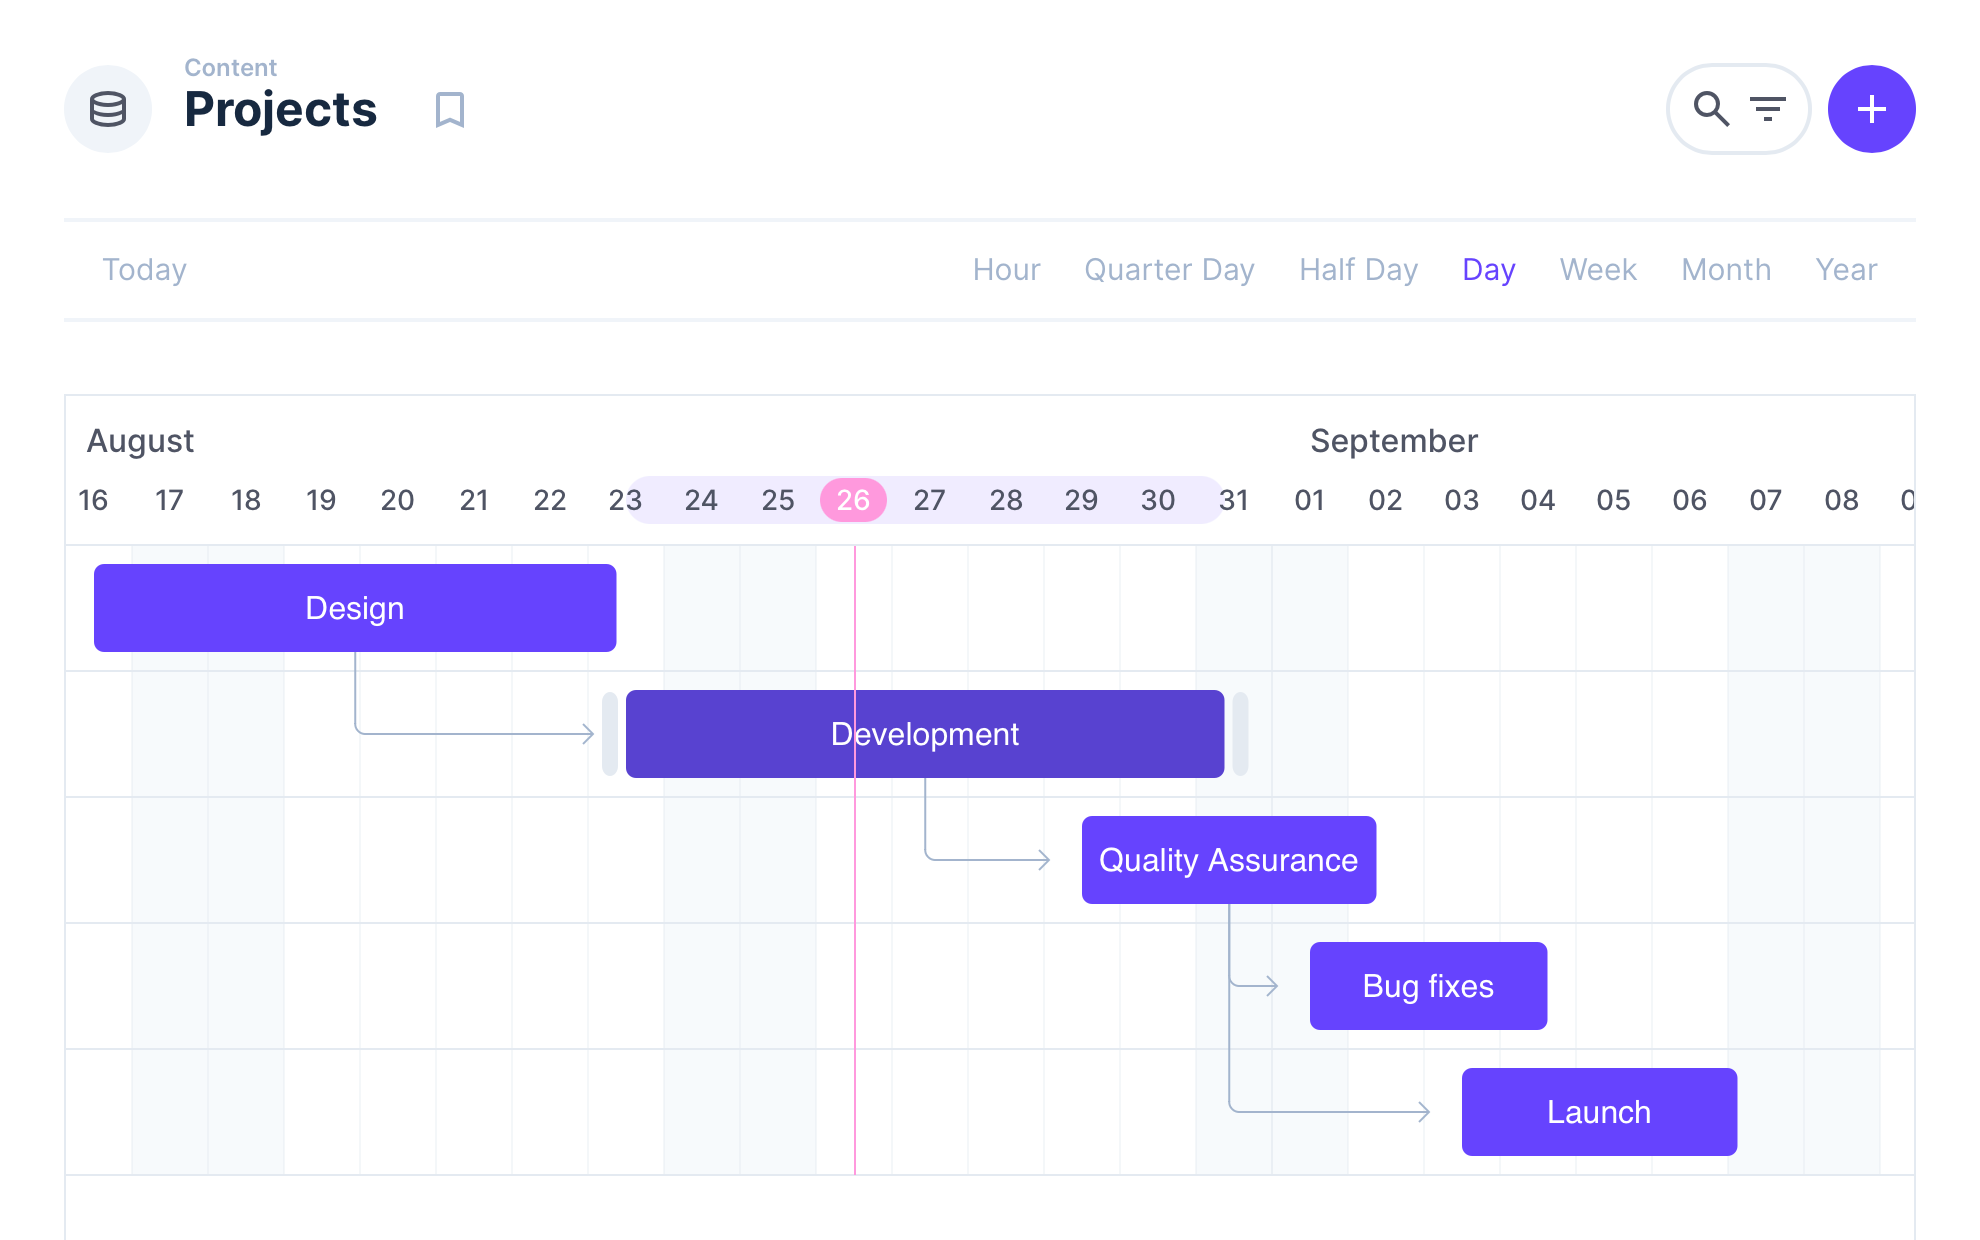 Content
Projects
Today Hour Quarter Day Half Day Day Week Month Year
August September
16 17 18 19 20 21 22 23 24 25 26 27 28 29 30 31 01 02 03 04 05 06 07 08
Design
Development
Quality Assurance
Bug fixes
Launch